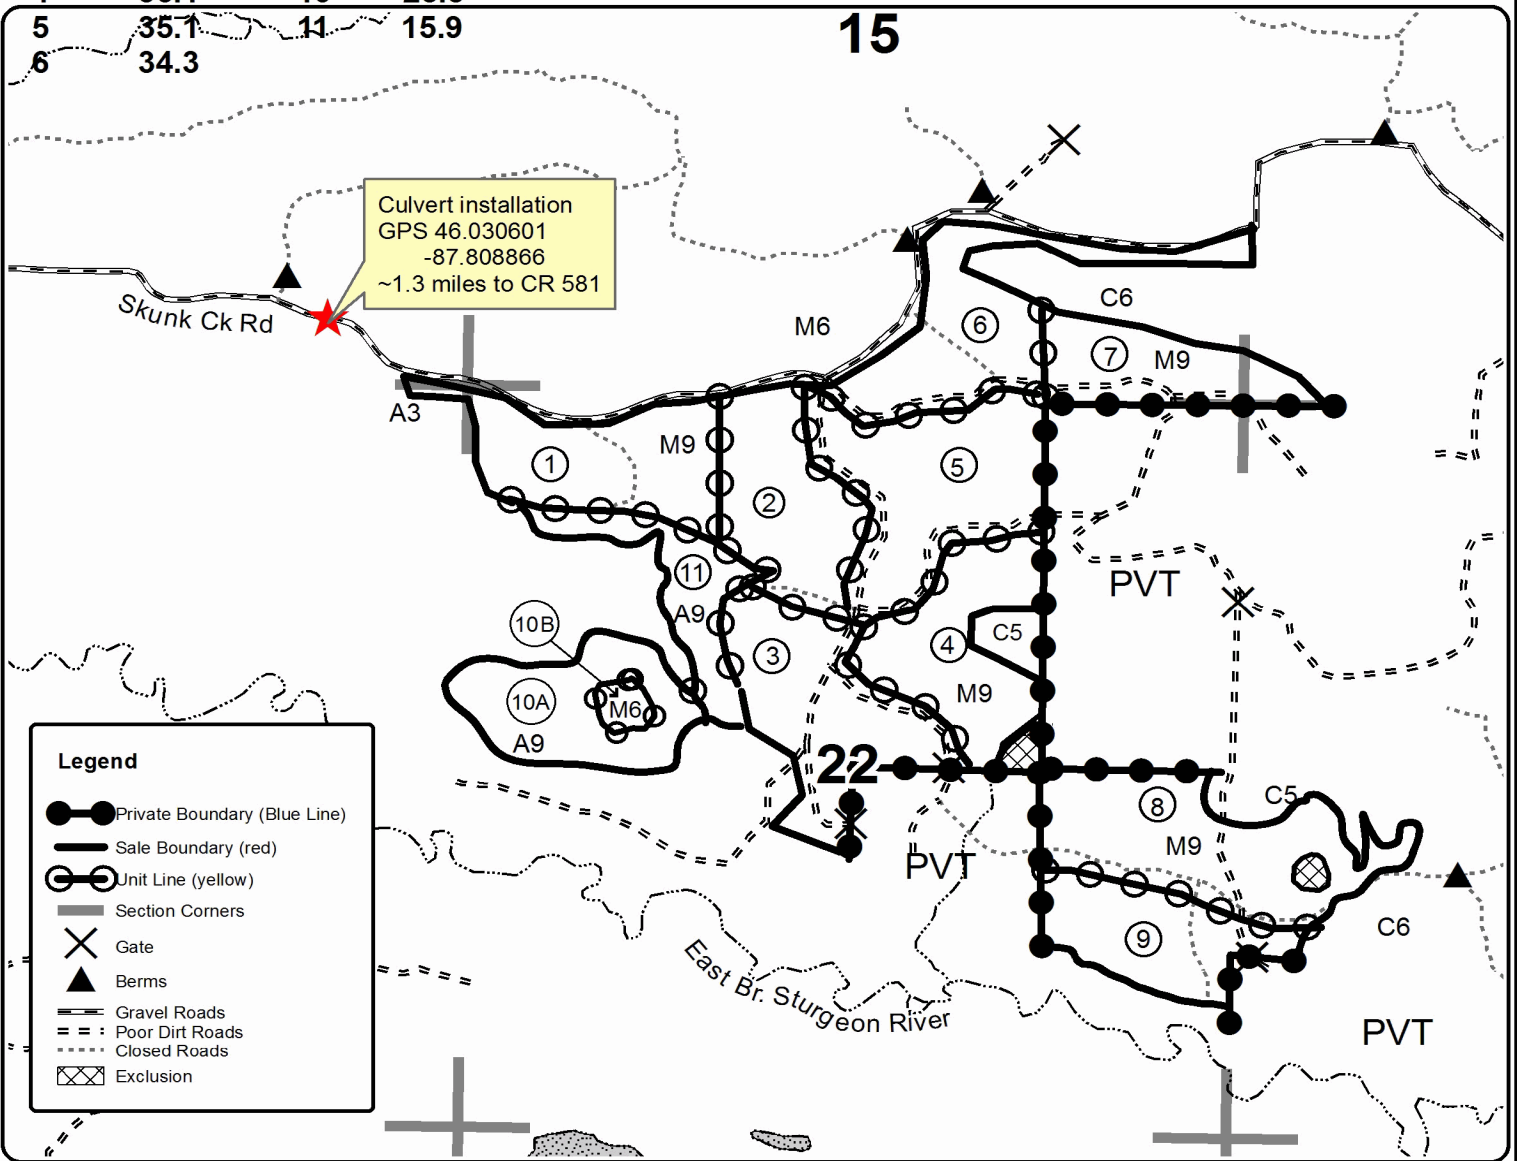 5 35.1 11 15.9
6 34.3
15
Culvert installation
GPS 46.030601
-87.808866
~1.3 miles to CR 581
Skunk Ck Rd
M6
C6
6
7
M9
A3
M9
1
5
2
PVT
11
A9
10B
C5
4
3
10A
M6
M9
A9
22
C5
8
M9
PVT
C6
9
East Br. Sturgeon River
PVT
Legend
Private Boundary (Blue Line)
Sale Boundary (red)
Unit Line (yellow)
Section Corners
Gate
Berms
Gravel Roads
Poor Dirt Roads
Closed Roads
Exclusion